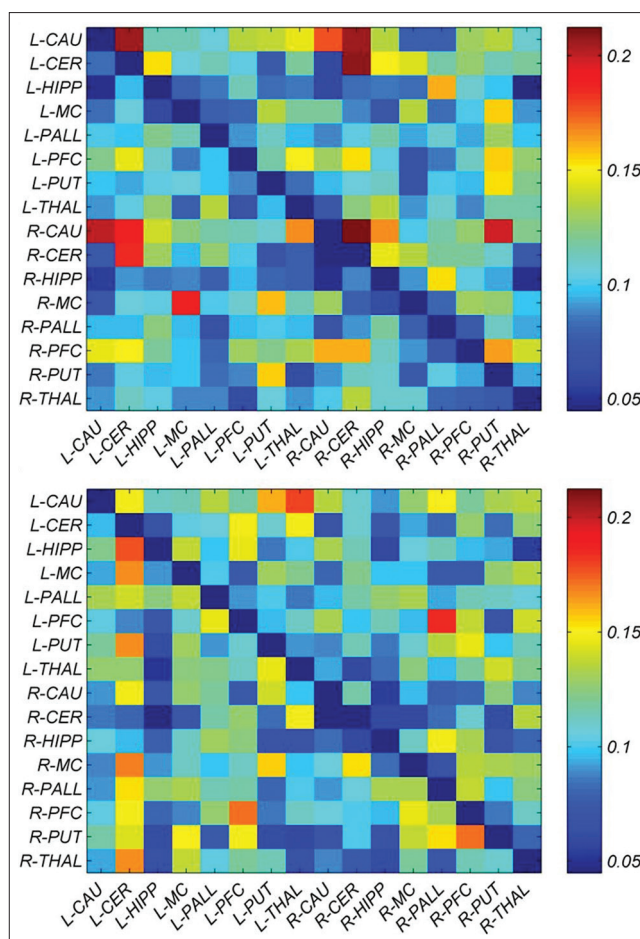 L-CAU
L-CER
L-HIPP
L-MC
L-PALL
L-PFC
L-PUT
L-THAL
R-CAU
R-CER
R-HIPP
R-MC
R-PALL
R-PFC
R-PUT
R-THAL
0.2
0.15
0.1
0.05
L-CAU L-CER L-HIPP L-MC L-PALL L-PFC L-PUT L-THAL R-CAU R-CER R-HIPP R-MC R-PALL R-PFC R-PUT R-THAL
L-CAU
L-CER
L-HIPP
L-MC
L-PALL
L-PFC
L-PUT
L-THAL
R-CAU
R-CER
R-HIPP
R-MC
R-PALL
R-PFC
R-PUT
R-THAL
0.2
0.15
0.1
0.05
L-CAU L-CER L-HIPP L-MC L-PALL L-PFC L-PUT L-THAL R-CAU R-CER R-HIPP R-MC R-PALL R-PFC R-PUT R-THAL